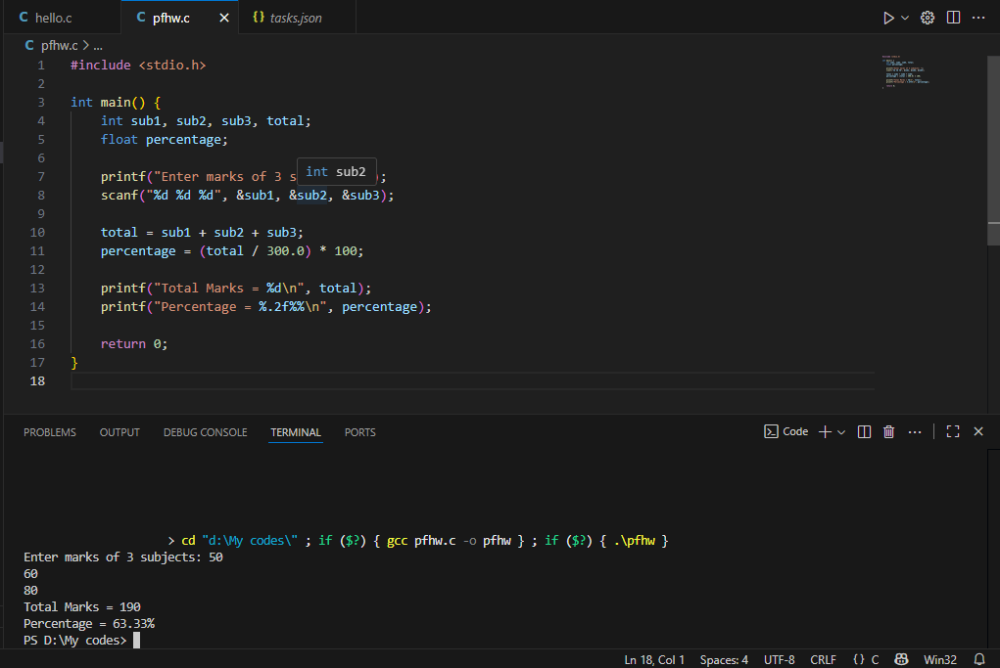 C hello.c C pfhw.c × {} tasks.json
C pfhw.c > ...
1 #include <stdio.h>
2
3 int main() {
4 int sub1, sub2, sub3, total;
5 float percentage;
6
int sub2
7 printf("Enter marks of 3 s );
8 scanf("%d %d %d", &sub1, &sub2, &sub3);
9
10 total = sub1 + sub2 + sub3;
11 percentage = (total / 300.0) * 100;
12
13 printf("Total Marks = %d\n", total);
14 printf("Percentage = %.2f%%\n", percentage);
15
16 return 0;
17 }
18
PROBLEMS OUTPUT DEBUG CONSOLE TERMINAL PORTS Code
> cd "d:\My codes\" ; if ($?) { gcc pfhw.c -o pfhw } ; if ($?) { .\pfhw }
Enter marks of 3 subjects: 50
60
80
Total Marks = 190
Percentage = 63.33%
PS D:\My codes>
Ln 18, Col 1 Spaces: 4 UTF-8 CRLF {} C Win32